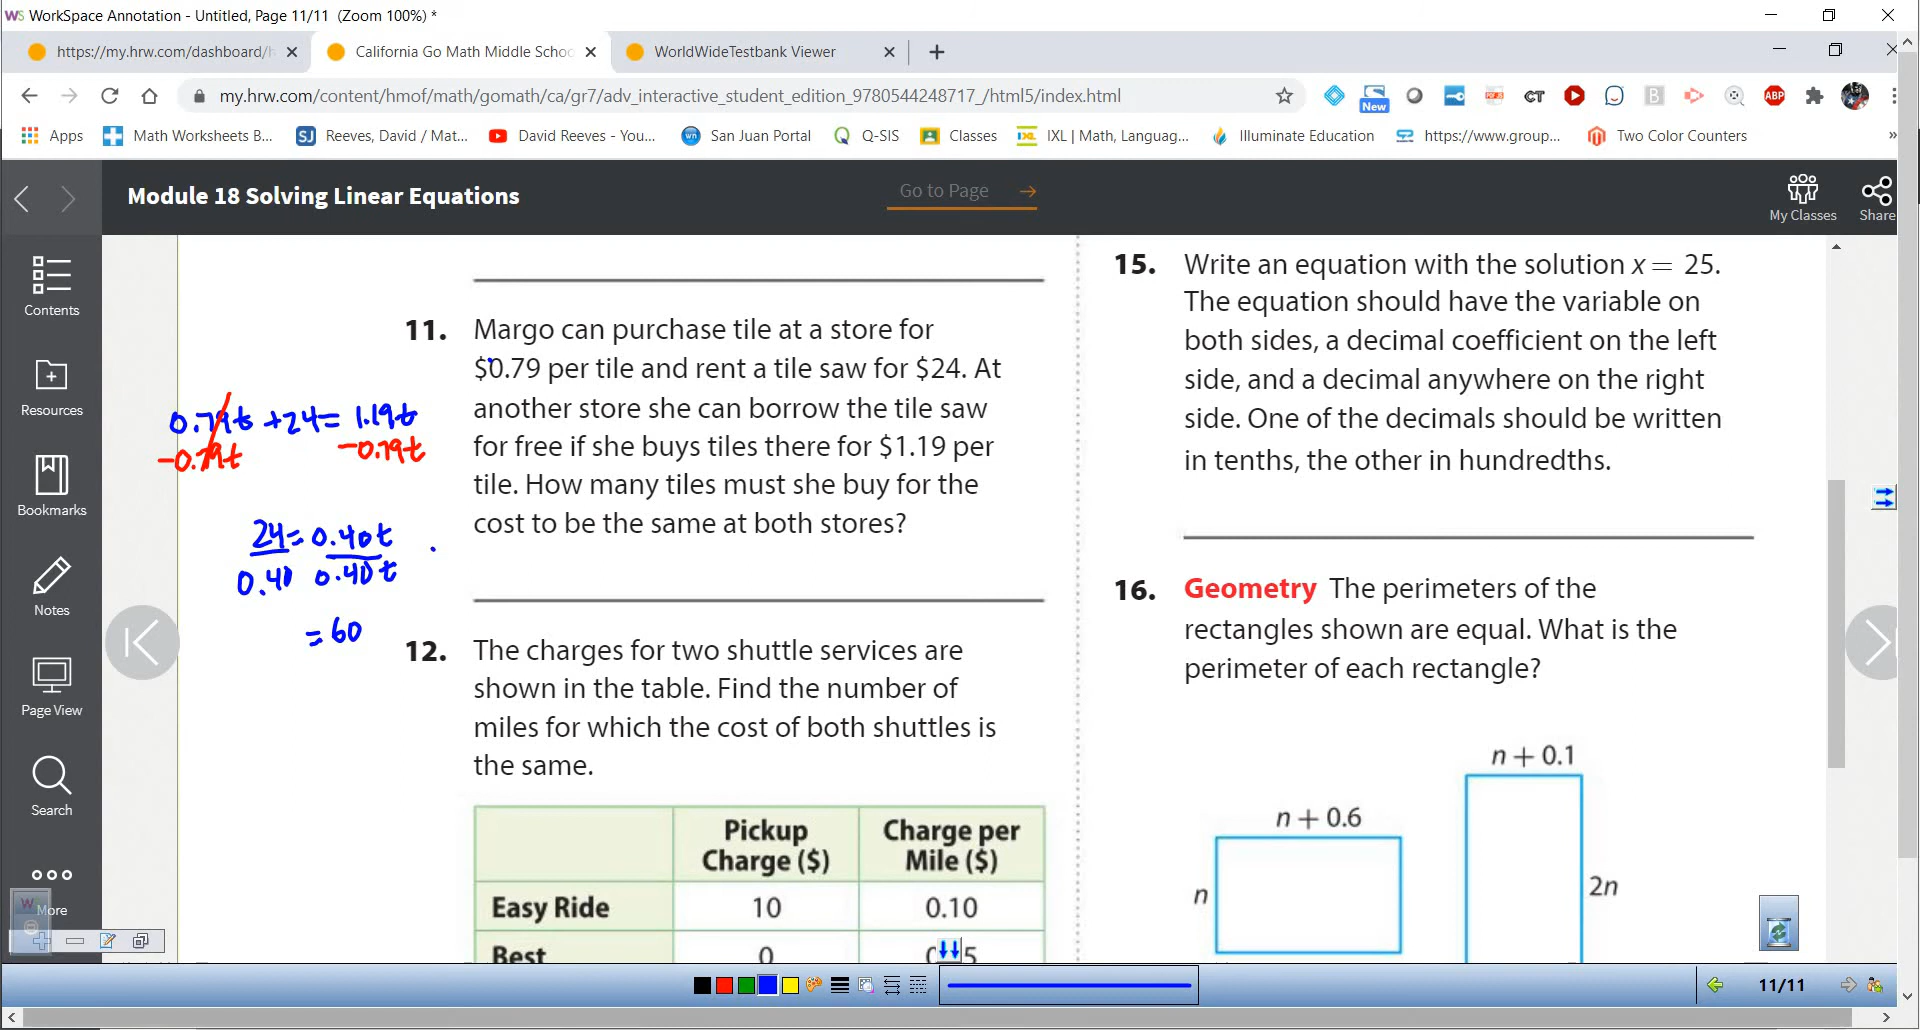 WS WorkSpace Annotation - Untitled, Page 11/11 (Zoom 100%) *
https://my.hrw.com/dashboard/
California Go Math Middle Schoo
WorldWideTestbank Viewer
my.hrw.com/content/hmof/math/gomath/ca/gr7/adv_interactive_student_edition_9780544248717_/html5/index.html
New
CT
B
ABP
Apps
Math Worksheets B...
SJ
Reeves, David / Mat...
David Reeves - You...
wn
San Juan Portal
Q-SIS
Classes
IXL
IXL | Math, Languag...
Illuminate Education
https://www.group...
Two Color Counters
»
Module 18 Solving Linear Equations
Go to Page →
My Classes
Share
Contents
Resources
Bookmarks
Notes
Page View
Search
More
11. Margo can purchase tile at a store for
$0.79 per tile and rent a tile saw for $24. At
another store she can borrow the tile saw
for free if she buys tiles there for $1.19 per
tile. How many tiles must she buy for the
cost to be the same at both stores?
0.79t + 24 = 1.19t
-0.79t -0.79t
24 = 0.40t
0.40 0.40t
= 60
12. The charges for two shuttle services are
shown in the table. Find the number of
miles for which the cost of both shuttles is
the same.
Pickup Charge per
Charge ($) Mile ($)
Easy Ride 10 0.10
Best 0 5
15. Write an equation with the solution x = 25.
The equation should have the variable on
both sides, a decimal coefficient on the left
side, and a decimal anywhere on the right
side. One of the decimals should be written
in tenths, the other in hundredths.
16. Geometry The perimeters of the
rectangles shown are equal. What is the
perimeter of each rectangle?
n + 0.1
n + 0.6
n
2n
11/11